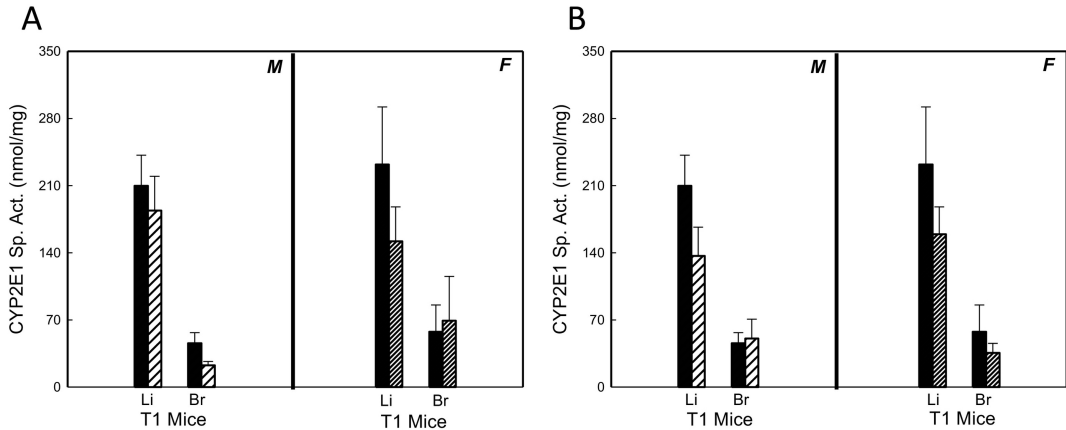 A
CYP2E1 Sp. Act. (nmol/mg)
350
280
210
140
70
0
M
F
Li Br Li Br
T1 Mice T1 Mice
B
CYP2E1 Sp. Act. (nmol/mg)
350
280
210
140
70
0
M
F
Li Br Li Br
T1 Mice T1 Mice